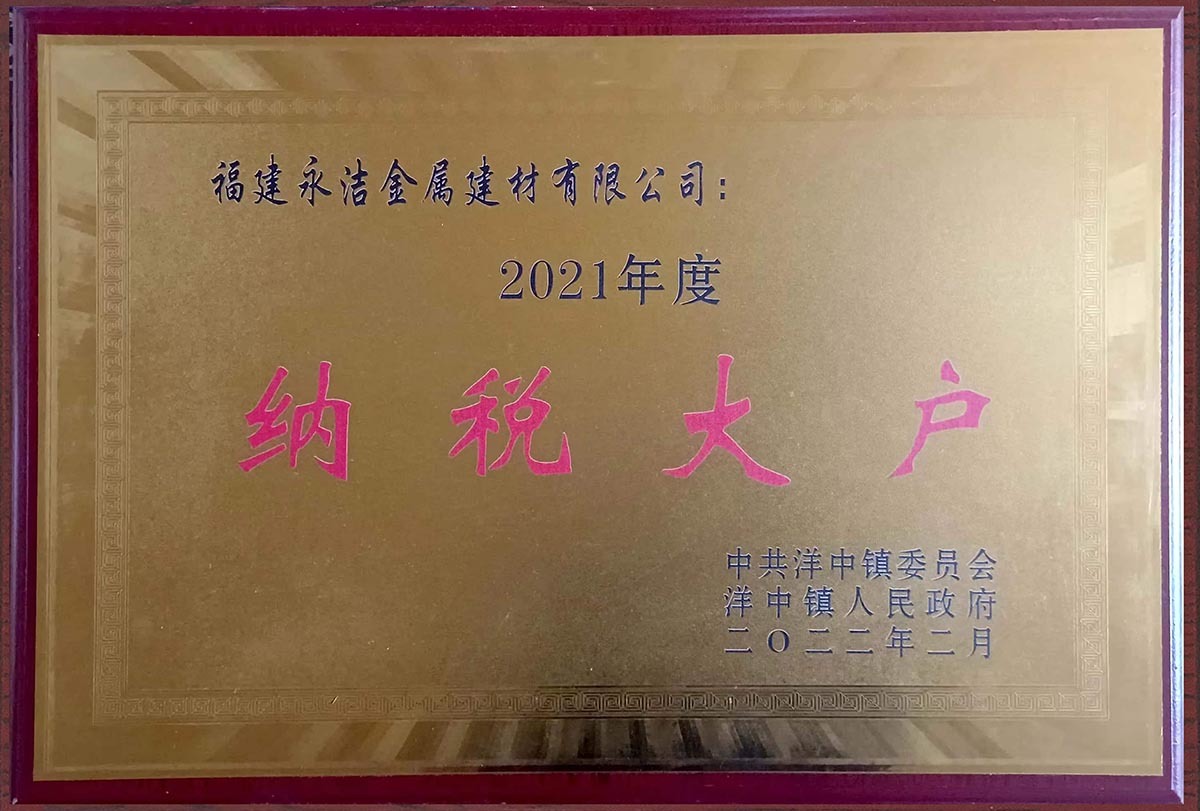 福建永洁金属建材有限公司：
2021年度
纳税大户
中共洋中镇委员会
洋中镇人民政府
二〇二二年二月